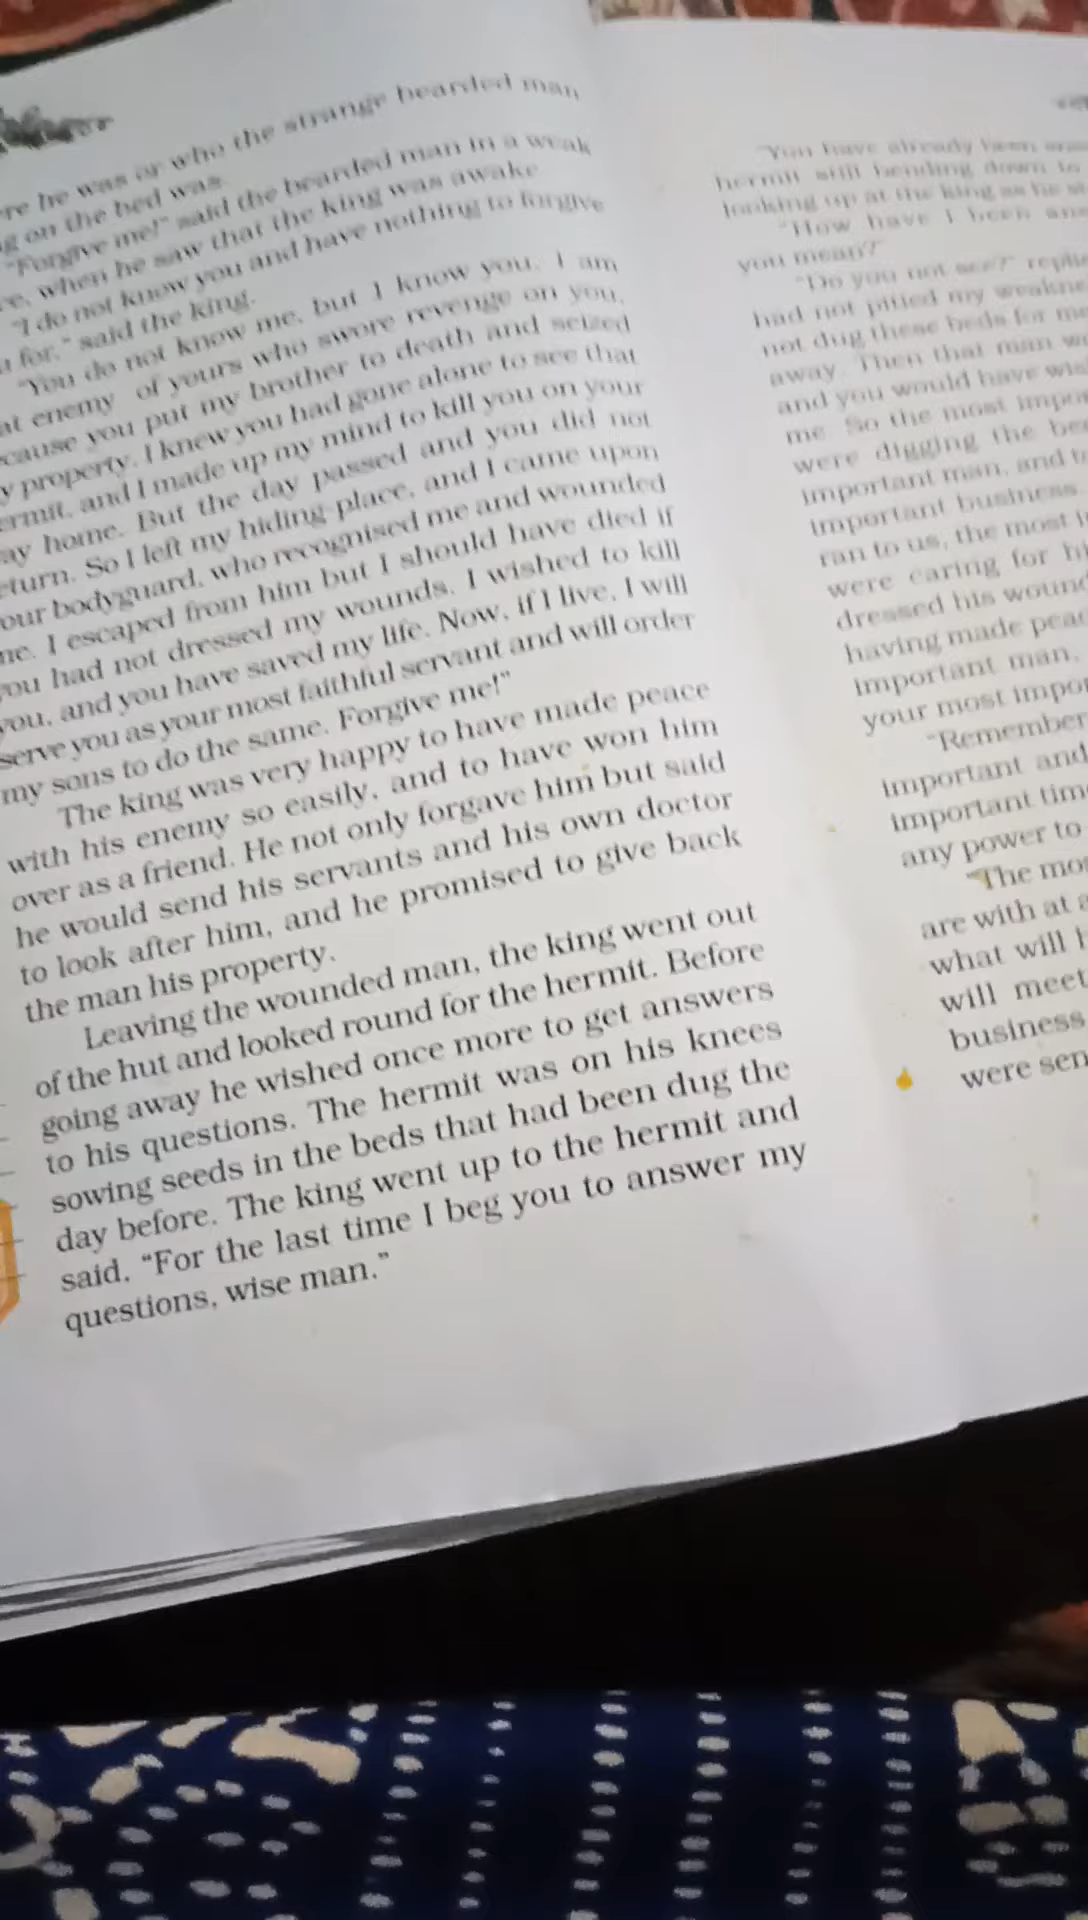 re he was or who the strange bearded man
g on the bed was.
"Forgive me!" said the bearded man in a weak
ce, when he saw that the king was awake.
"I do not know you and have nothing to forgive
u for," said the king.
"You do not know me, but I know you. I am
at enemy of yours who swore revenge on you,
cause you put my brother to death and seized
y property. I knew you had gone alone to see that
ermit, and I made up my mind to kill you on your
ay home. But the day passed and you did not
eturn. So I left my hiding-place, and I came upon
our bodyguard, who recognised me and wounded
ne. I escaped from him but I should have died if
you had not dressed my wounds. I wished to kill
you, and you have saved my life. Now, if I live, I will
serve you as your most faithful servant and will order
my sons to do the same. Forgive me!"
The king was very happy to have made peace
with his enemy so easily, and to have won him
over as a friend. He not only forgave him but said
he would send his servants and his own doctor
to look after him, and he promised to give back
the man his property.
Leaving the wounded man, the king went out
of the hut and looked round for the hermit. Before
going away he wished once more to get answers
to his questions. The hermit was on his knees
sowing seeds in the beds that had been dug the
day before. The king went up to the hermit and
said, "For the last time I beg you to answer my
questions, wise man."
"You have already been
hermit still bending down to
looking up at the king as he
"How have I been
you mean?"
"Do you not see?"
had not pitied my
not dug these beds for
away. Then that man
and you would have
me. So the most
were digging the
important man, and
important business.
ran to us, the most
were caring for
dressed his
having made
important man,
your most
"Remember
important and
important
any power to
"The
are with at
what will
will meet
business
were